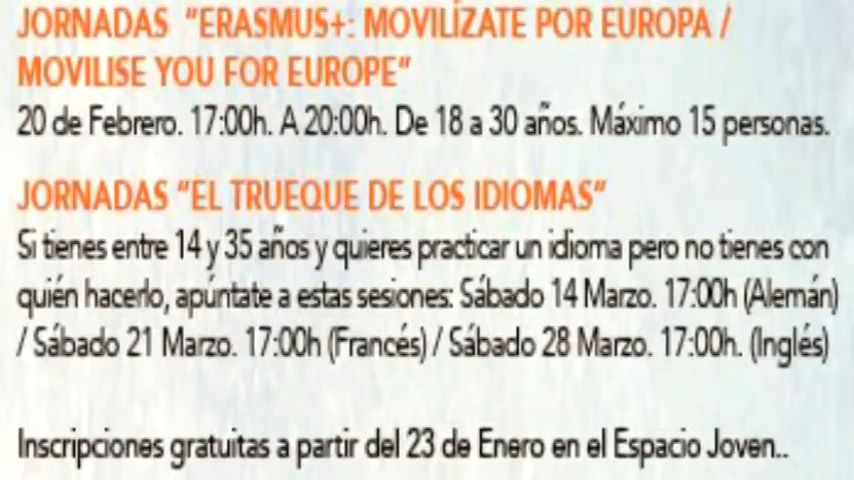 JORNADAS "ERASMUS+: MOVILÍZATE POR EUROPA /
MOVILISE YOU FOR EUROPE"
20 de Febrero. 17:00h. A 20:00h. De 18 a 30 años. Máximo 15 personas.
JORNADAS "EL TRUEQUE DE LOS IDIOMAS"
Si tienes entre 14 y 35 años y quieres practicar un idioma pero no tienes con
quién hacerlo, apúntate a estas sesiones: Sábado 14 Marzo. 17:00h (Alemán)
/ Sábado 21 Marzo. 17:00h (Francés) / Sábado 28 Marzo. 17:00h. (Inglés)
Inscripciones gratuitas a partir del 23 de Enero en el Espacio Joven..